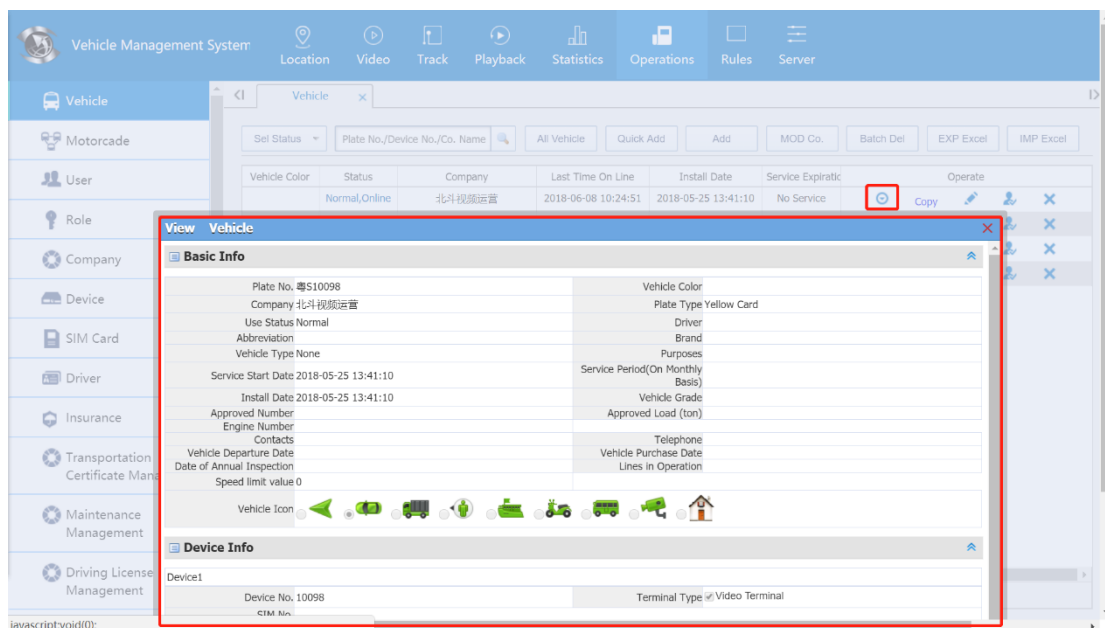 Vehicle Management System
Location Video Track Playback Statistics Operations Rules Server
Vehicle
Motorcade
User
Role
Company
Device
SIM Card
Driver
Insurance
Transportation
Certificate Mana
Maintenance
Management
Driving License
Management
Vehicle
Sel Status Plate No./Device No./Co. Name All Vehicle Quick Add Add MOD Co. Batch Del EXP Excel IMP Excel
Vehicle Color Status Company Last Time On Line Install Date Service Expiratic Operate
Normal,Online 北斗视频运营 2018-06-08 10:24:51 2018-05-25 13:41:10 No Service Copy
View Vehicle
Basic Info
Plate No. 粤S10098 Vehicle Color
Company 北斗视频运营 Plate Type Yellow Card
Use Status Normal Driver
Abbreviation Brand
Vehicle Type None Purposes
Service Start Date 2018-05-25 13:41:10 Service Period(On Monthly
Basis)
Install Date 2018-05-25 13:41:10 Vehicle Grade
Approved Number Approved Load (ton)
Engine Number
Contacts Telephone
Vehicle Departure Date Vehicle Purchase Date
Date of Annual Inspection Lines in Operation
Speed limit value 0
Vehicle Icon
Device Info
Device1
Device No. 10098 Terminal Type Video Terminal
SIM No.
javascript:void(0):